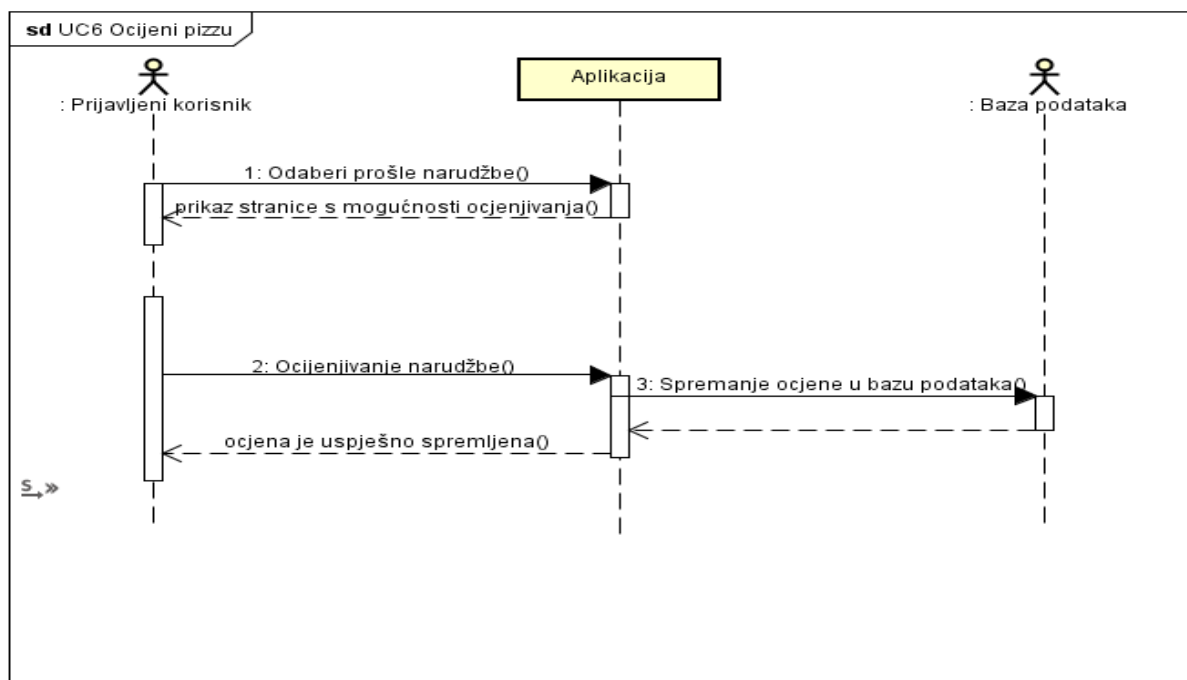 sd UC6 Ocijeni pizzu
: Prijavljeni korisnik
Aplikacija
: Baza podataka
1: Odaberi prošle narudžbe()
prikaz stranice s mogućnosti ocjenjivanja()
2: Ocijenjivanje narudžbe()
3: Spremanje ocjene u bazu podataka()
ocjena je uspješno spremljena()
s